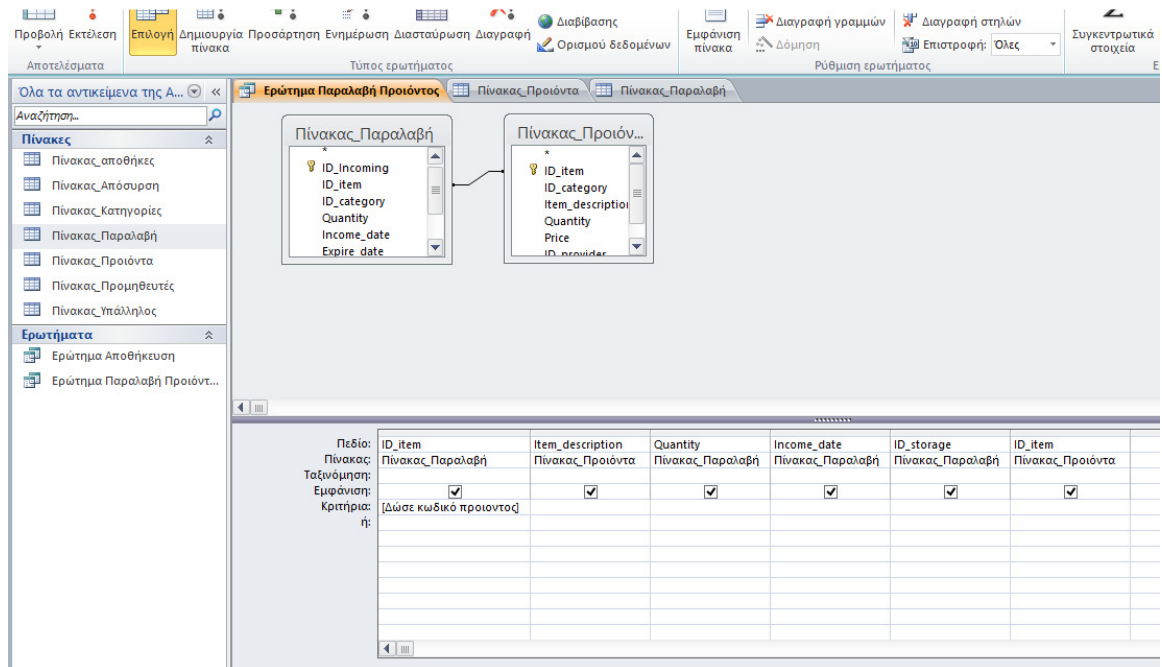 Διαβίβασης
Διαγραφή γραμμών
Διαγραφή στηλών
Προβολή Εκτέλεση
Επιλογή Δημιουργία Προσάρτηση Ενημέρωση Διασταύρωση Διαγραφή
πίνακα
Ορισμού δεδομένων
Εμφάνιση
πίνακα
Δόμηση
Επιστροφή: Όλες
Συγκεντρωτικά
στοιχεία
Αποτελέσματα
Τύπος ερωτήματος
Ρύθμιση ερωτήματος
Ε
Όλα τα αντικείμενα της Α... «
Αναζήτηση...
Πίνακες
Πίνακας_αποθήκες
Πίνακας_Απόσυρση
Πίνακας_Κατηγορίες
Πίνακας_Παραλαβή
Πίνακας_Προιόντα
Πίνακας_Προμηθευτές
Πίνακας_Υπάλληλος
Ερωτήματα
Ερώτημα Αποθήκευση
Ερώτημα Παραλαβή Προιόντ...
Ερώτημα Παραλαβή Προιόντος
Πίνακας_Προιόντα
Πίνακας_Παραλαβή
Πίνακας_Παραλαβή
*
ID_Incoming
ID_item
ID_category
Quantity
Income_date
Expire_date
Πίνακας_Προιόν...
*
ID_item
ID_category
Item_description
Quantity
Price
ID_provider
Πεδίο: ID_item Item_description Quantity Income_date ID_storage ID_item
Πίνακας: Πίνακας_Παραλαβή Πίνακας_Προιόντα Πίνακας_Παραλαβή Πίνακας_Παραλαβή Πίνακας_Παραλαβή Πίνακας_Προιόντα
Ταξινόμηση:
Εμφάνιση:
Κριτήρια: [Δώσε κωδικό προιοντος]
ή: